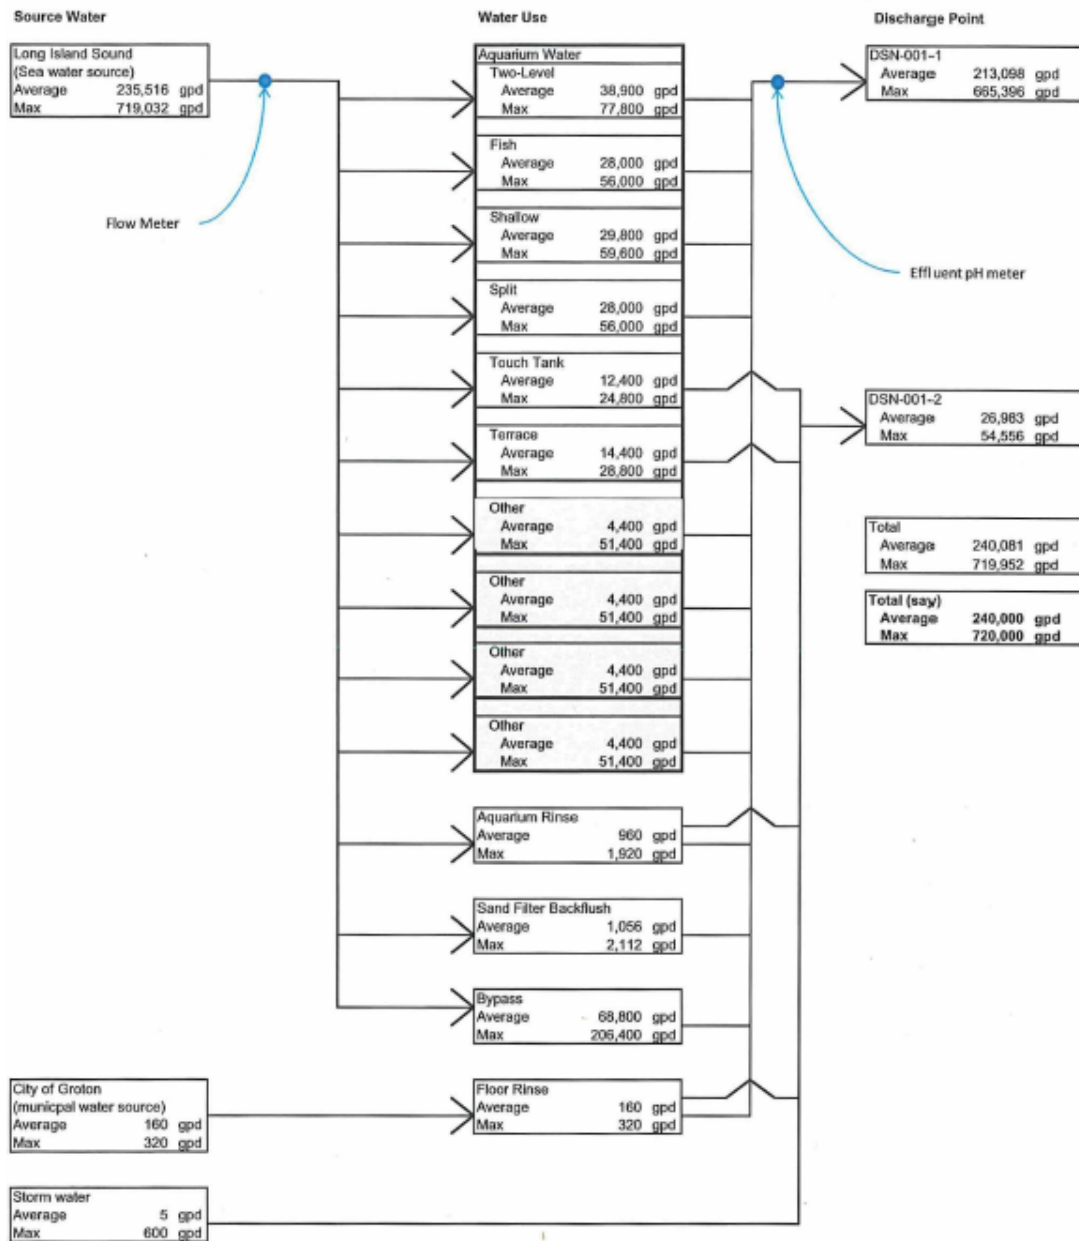 Source Water
Water Use
Discharge Point
Long Island Sound
(Sea water source)
Average 235,516 gpd
Max 719,032 gpd
Flow Meter
Aquarium Water
Two-Level
Average 38,900 gpd
Max 77,800 gpd
Fish
Average 28,000 gpd
Max 56,000 gpd
Shallow
Average 29,800 gpd
Max 59,600 gpd
Split
Average 28,000 gpd
Max 56,000 gpd
Touch Tank
Average 12,400 gpd
Max 24,800 gpd
Terrace
Average 14,400 gpd
Max 28,800 gpd
Other
Average 4,400 gpd
Max 51,400 gpd
Other
Average 4,400 gpd
Max 51,400 gpd
Other
Average 4,400 gpd
Max 51,400 gpd
Other
Average 4,400 gpd
Max 51,400 gpd
Aquarium Rinse
Average 960 gpd
Max 1,920 gpd
Sand Filter Backflush
Average 1,056 gpd
Max 2,112 gpd
Bypass
Average 68,800 gpd
Max 206,400 gpd
City of Groton
(municpal water source)
Average 160 gpd
Max 320 gpd
Floor Rinse
Average 160 gpd
Max 320 gpd
Storm water
Average 5 gpd
Max 600 gpd
DSN-001-1
Average 213,098 gpd
Max 665,396 gpd
Effluent pH meter
DSN-001-2
Average 26,983 gpd
Max 54,556 gpd
Total
Average 240,081 gpd
Max 719,952 gpd
Total (say)
Average 240,000 gpd
Max 720,000 gpd